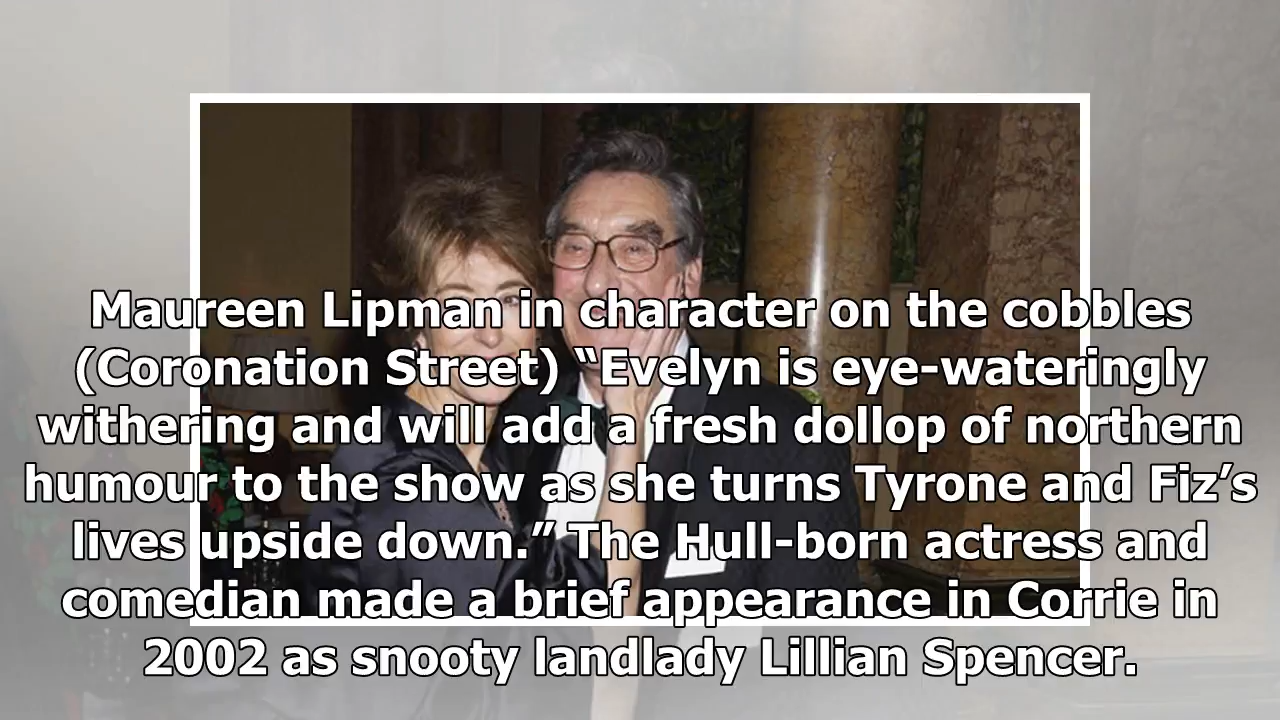 Maureen Lipman in character on the cobbles
(Coronation Street) “Evelyn is eye-wateringly
withering and will add a fresh dollop of northern
humour to the show as she turns Tyrone and Fiz’s
lives upside down.” The Hull-born actress and
comedian made a brief appearance in Corrie in
2002 as snooty landlady Lillian Spencer.